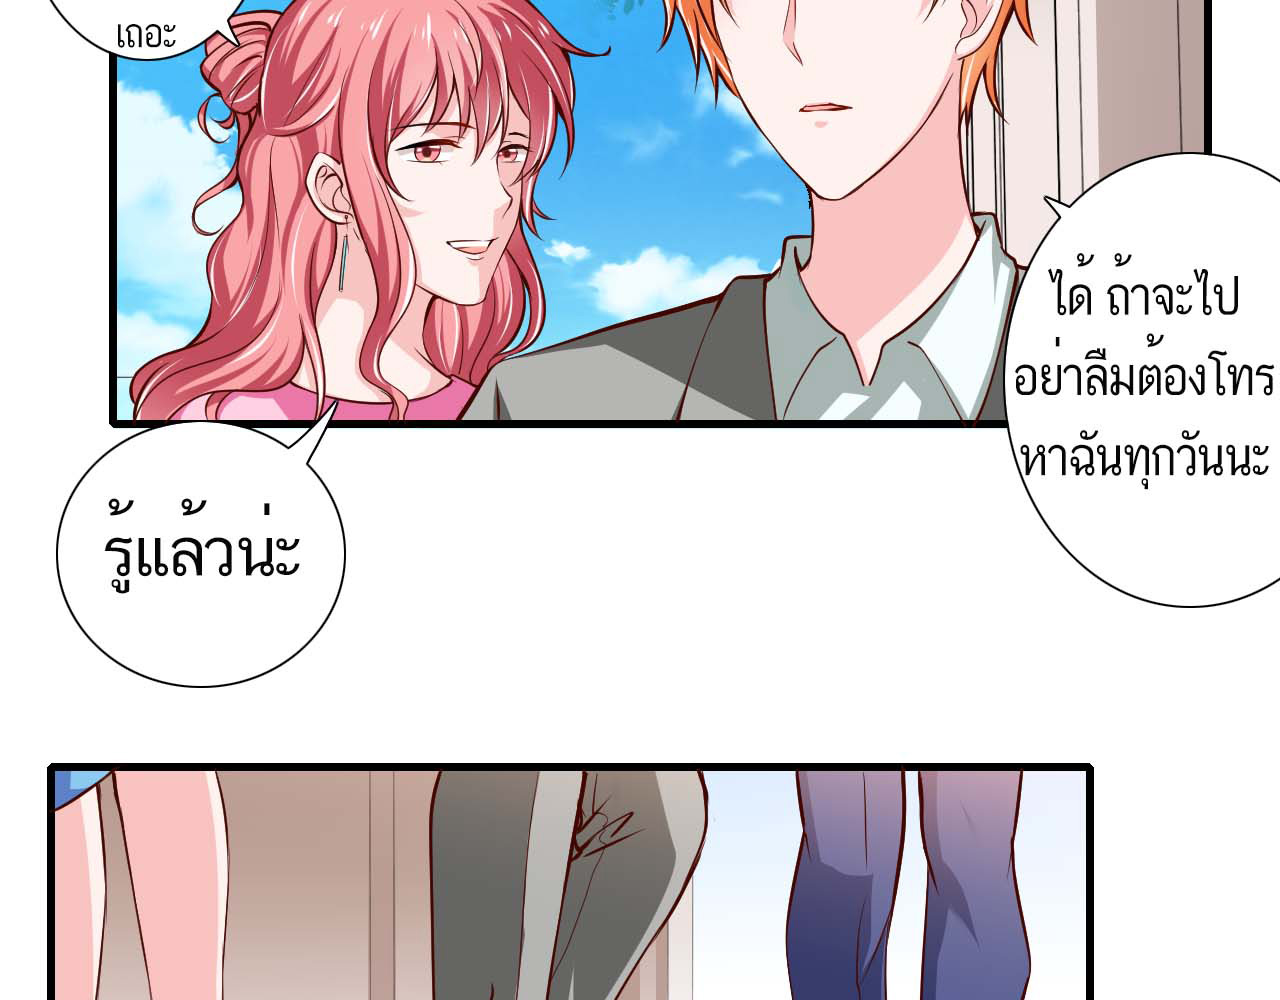 เถอะ
ได้ ถ้าจะไป
อย่าลืมต้องโทร
หาฉันทุกวันนะ
รู้แล้วน่ะ